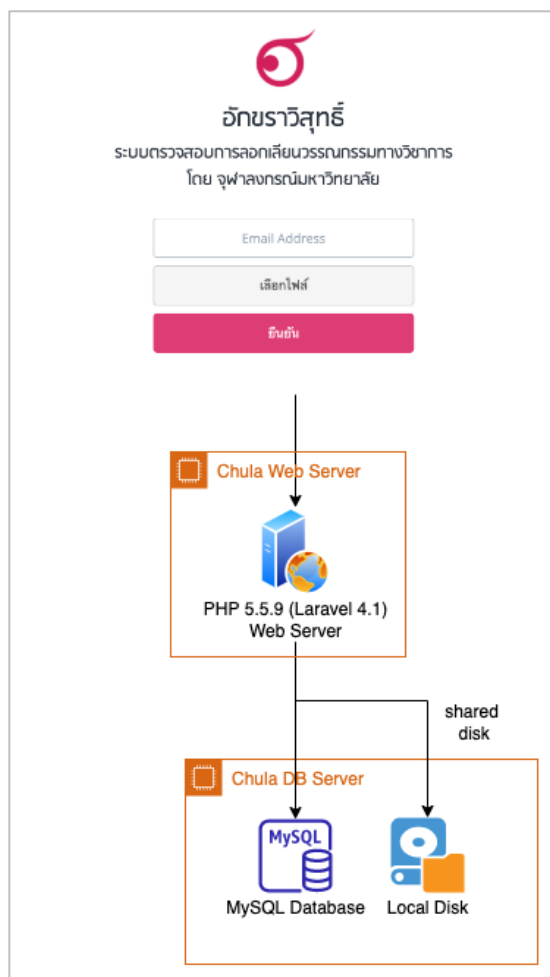 อักขราวิสุทธิ์
ระบบตรวจสอบการลอกเลียนวรรณกรรมทางวิชาการ
โดย จุฬาลงกรณ์มหาวิทยาลัย
Email Address
เลือกไฟล์
ยืนยัน
Chula Web Server
PHP 5.5.9 (Laravel 4.1)
Web Server
shared
disk
Chula DB Server
MySQL
MySQL Database
Local Disk